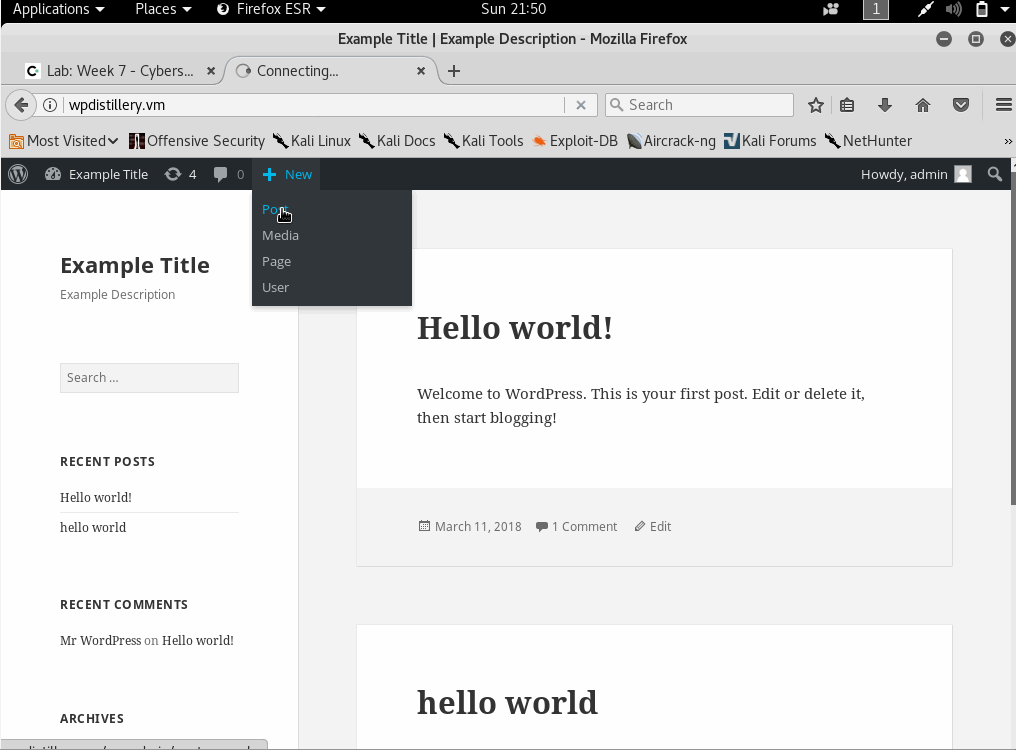 Applications Places Firefox ESR Sun 21:50 1
Example Title | Example Description - Mozilla Firefox
Lab: Week 7 - Cybers... Connecting...
wpdistillery.vm Search
Most Visited Offensive Security Kali Linux Kali Docs Kali Tools Exploit-DB Aircrack-ng Kali Forums NetHunter »
Example Title 4 0 New Howdy, admin
Post
Media
Page
User
Example Title
Example Description
Search ...
RECENT POSTS
Hello world!
hello world
RECENT COMMENTS
Mr WordPress on Hello world!
ARCHIVES
Hello world!
Welcome to WordPress. This is your first post. Edit or delete it,
then start blogging!
March 11, 2018 1 Comment Edit
hello world